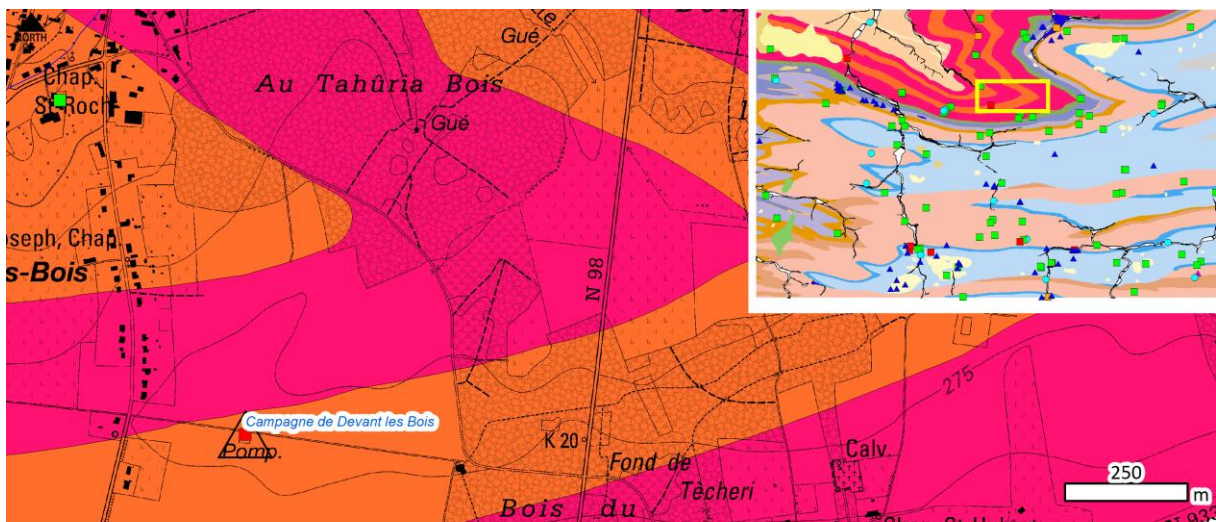 NORTH
Gué
Chap.
St-Roch
Au Tahûria Bois
Gué
oseph, Chap.
s-Bois
N 98
275
Campagne de Devant les Bois
Pomp.
K 20
Fond de
Tècheri
Calv.
Bois du
250
m
933